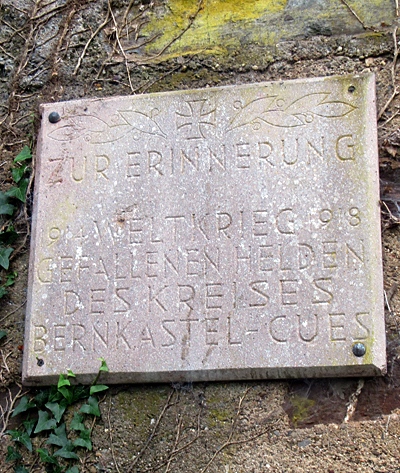 ZUR ERINNERUNG
1914 WELTKRIEG 1918
GEFALLENEN HELDEN
DES KREISES
BERNKASTEL-CUES